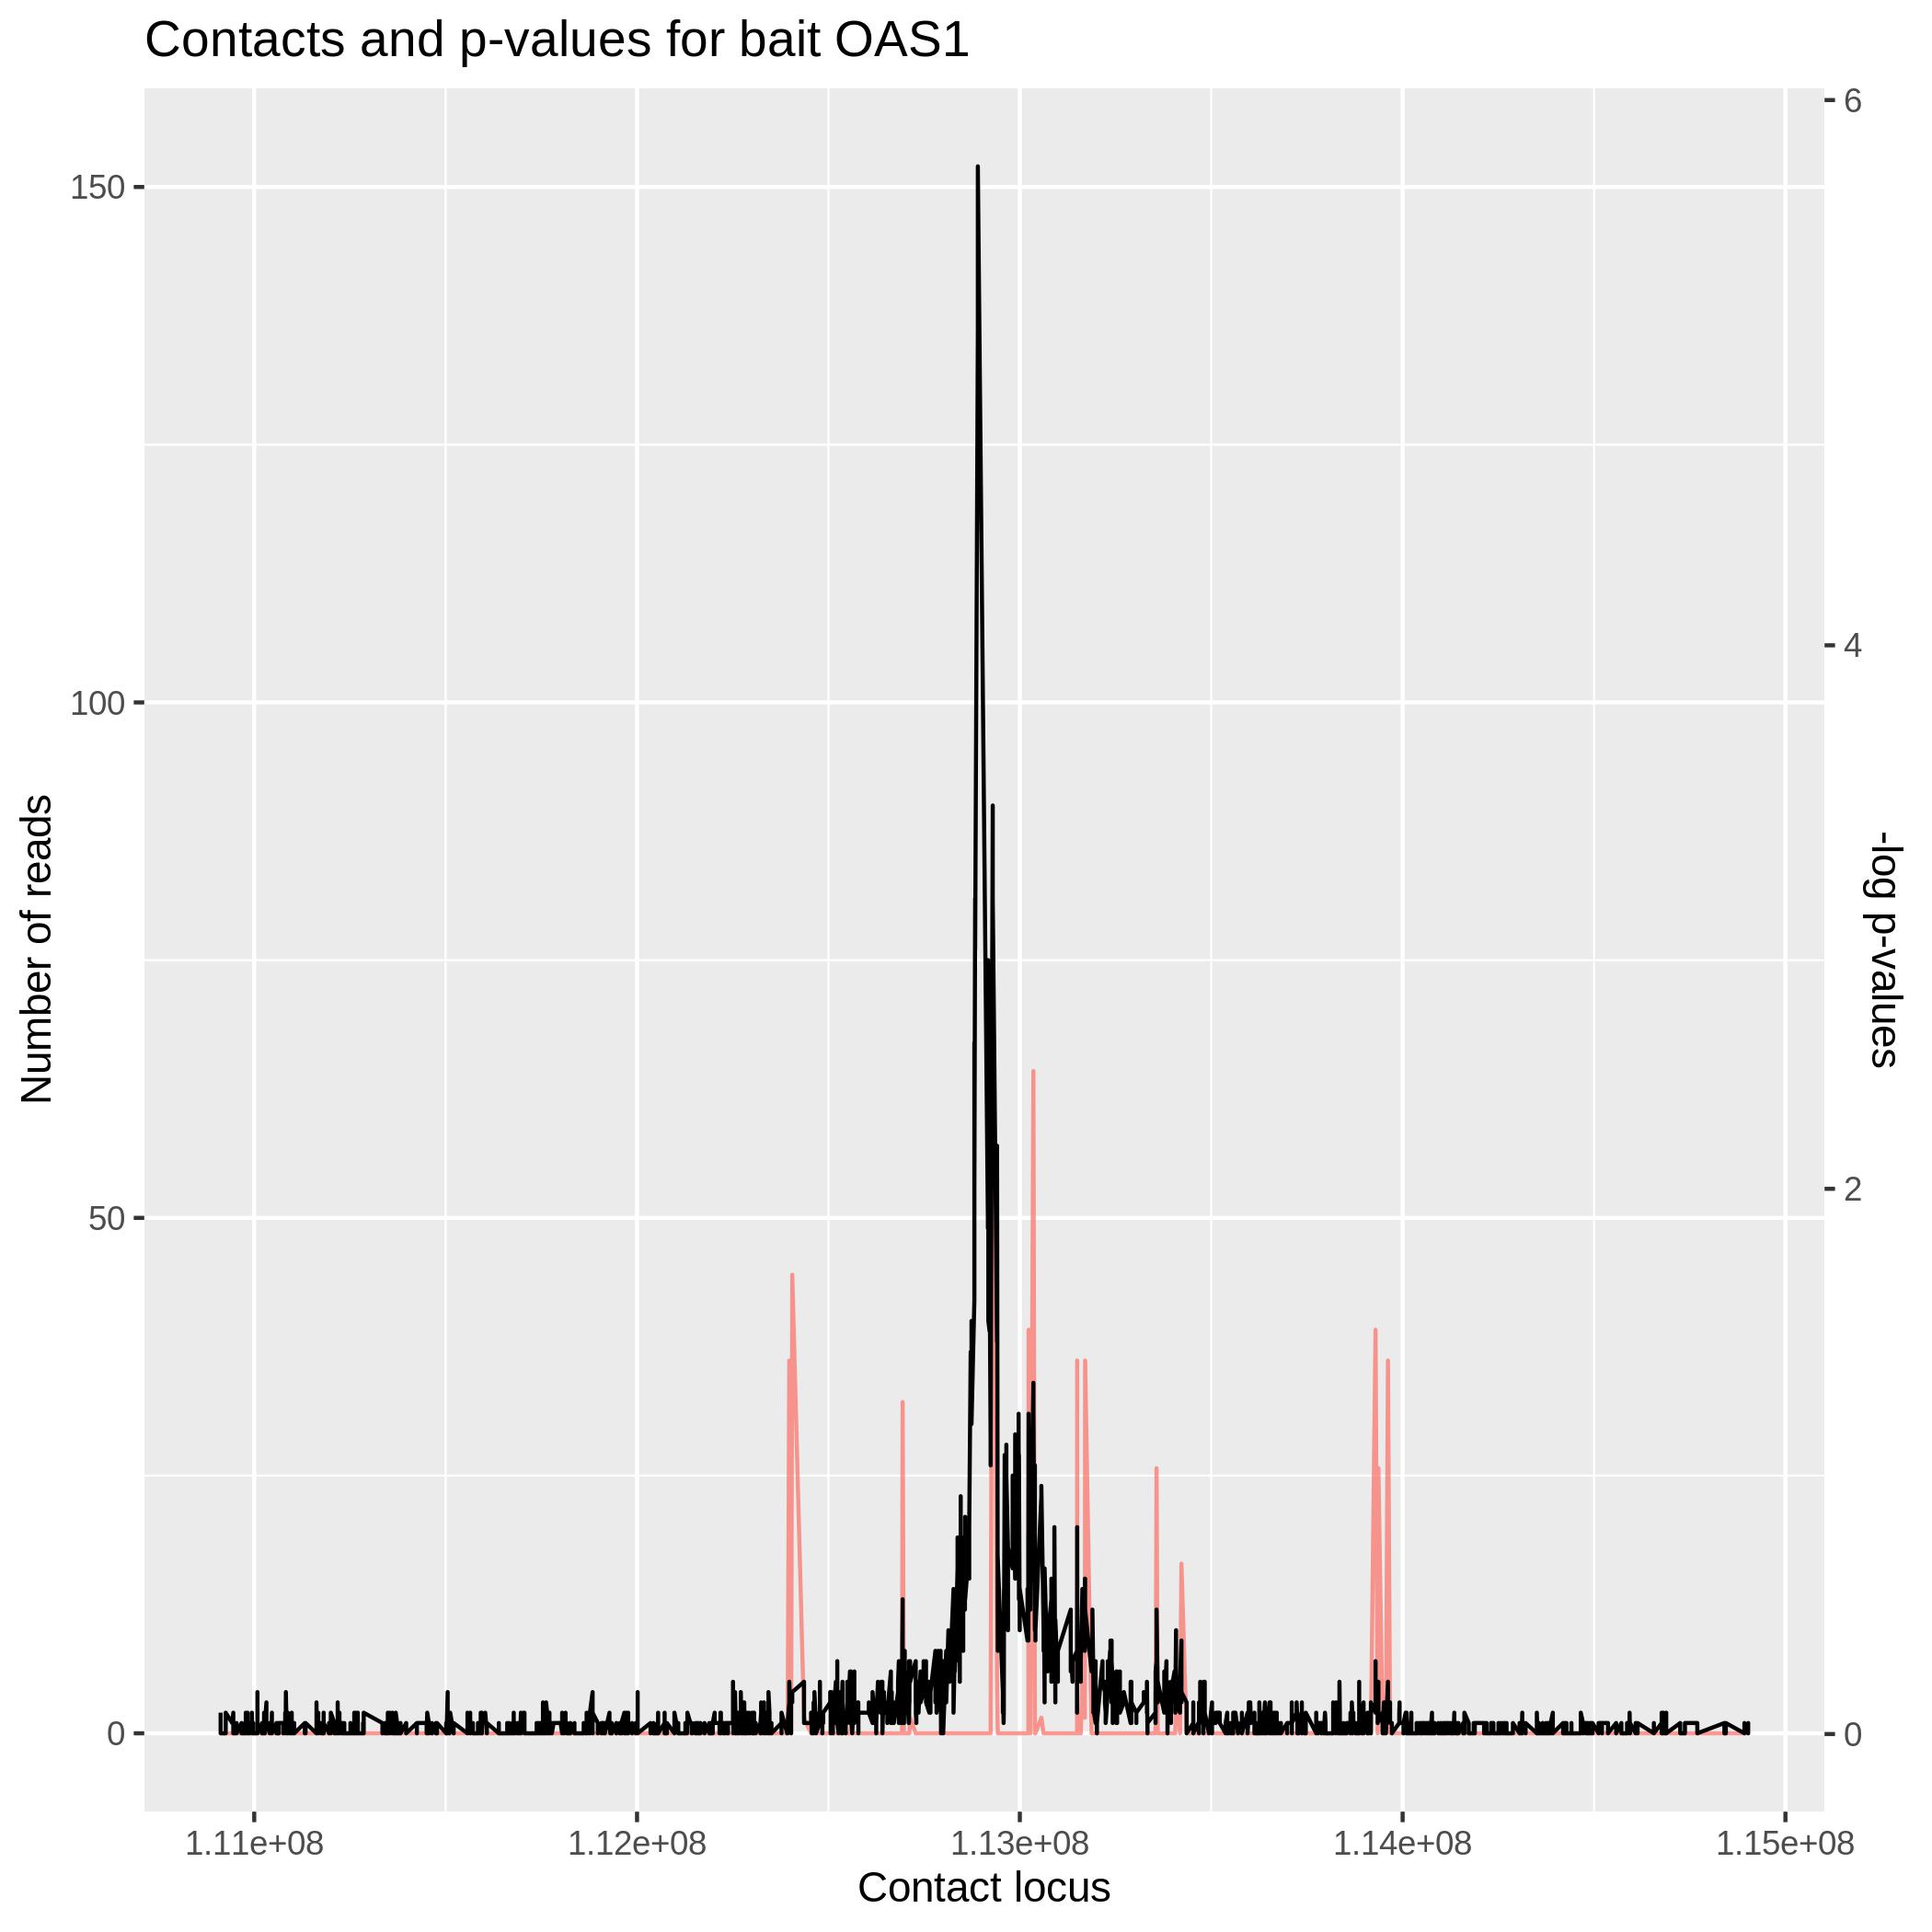 Contacts and p-values for bait OAS1
150
100
50
0
Number of reads
6
4
2
0
-log p-values
1.11e+08 1.12e+08 1.13e+08 1.14e+08 1.15e+08
Contact locus